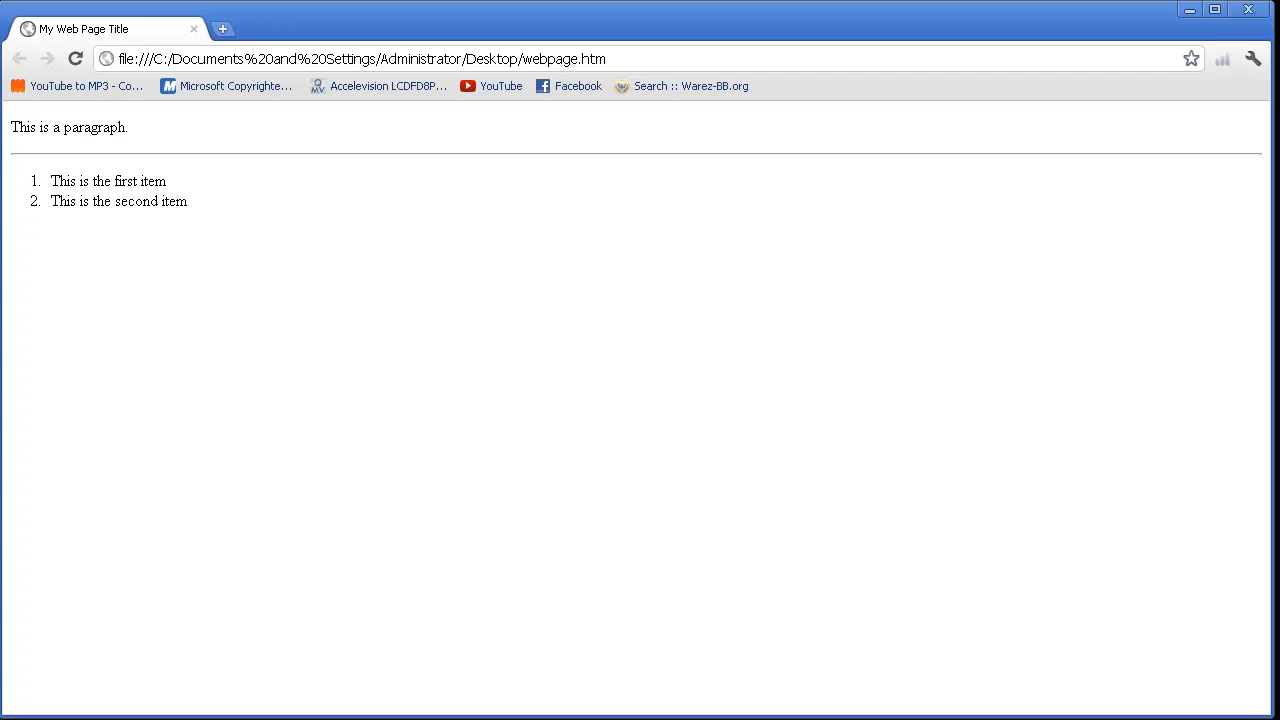 My Web Page Title
file:///C:/Documents%20and%20Settings/Administrator/Desktop/webpage.htm
YouTube to MP3 - Co... Microsoft Copyrighte... Accelevision LCDFD8P... YouTube Facebook Search :: Warez-BB.org
This is a paragraph.
1. This is the first item
2. This is the second item